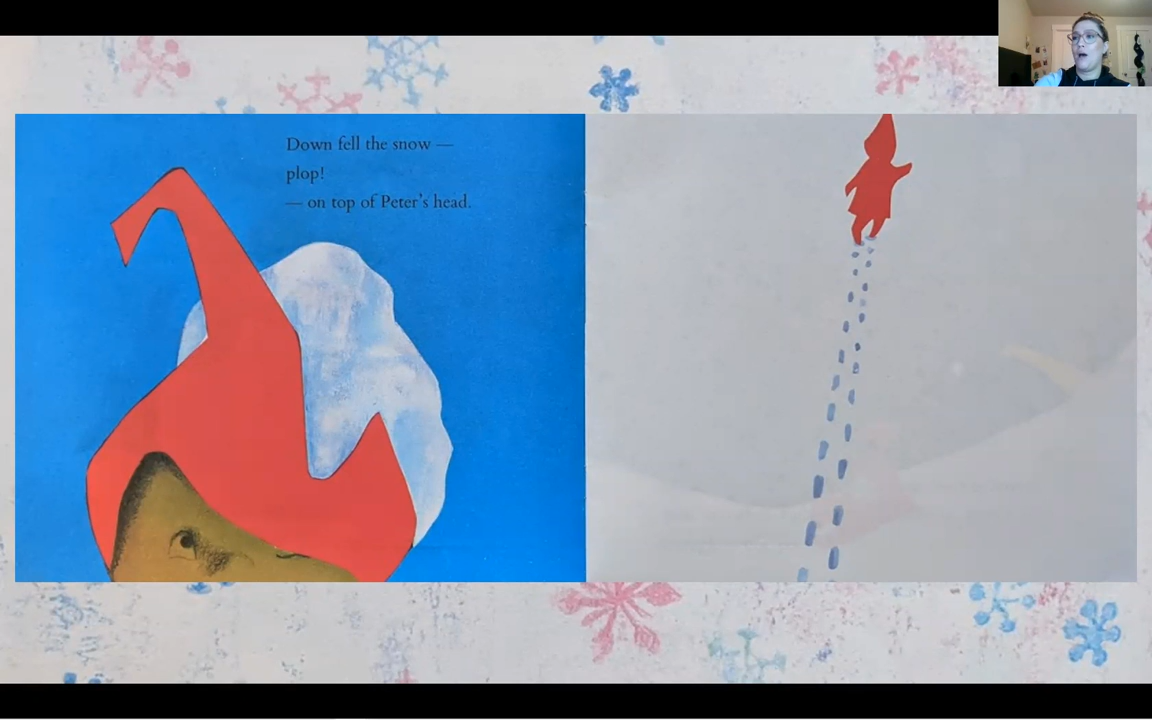 Down fell the snow —
plop!
— on top of Peter's head.